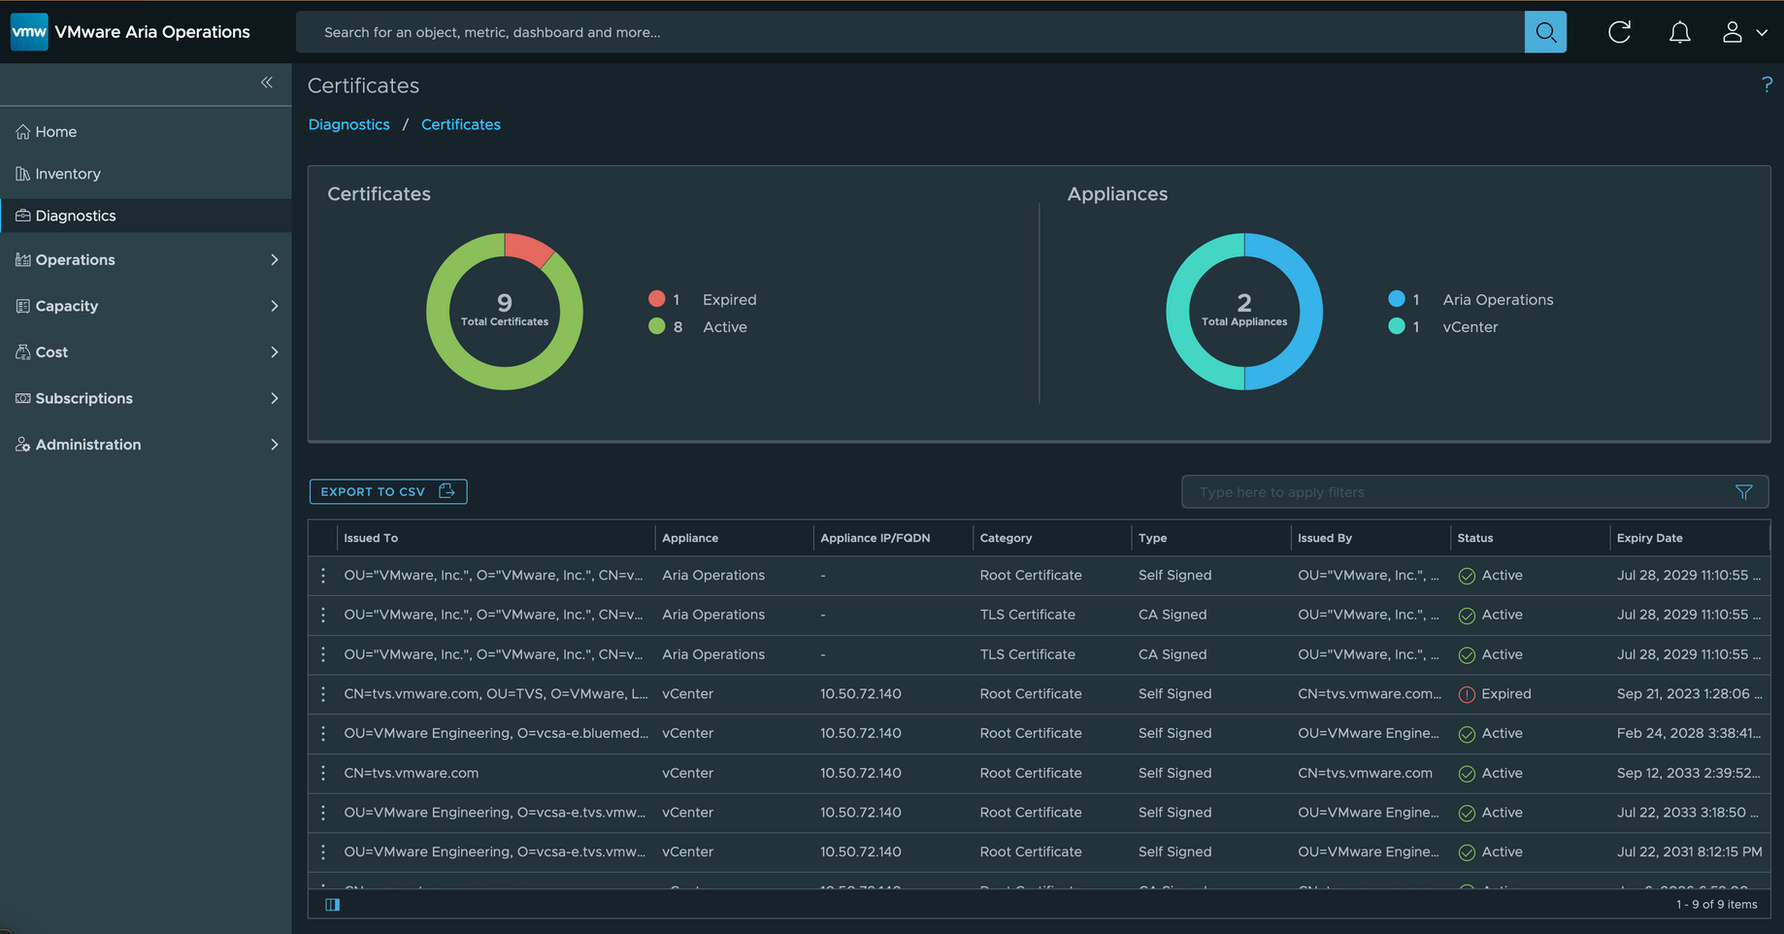 vmw VMware Aria Operations
Search for an object, metric, dashboard and more...
Home
Inventory
Diagnostics
Operations
Capacity
Cost
Subscriptions
Administration
Certificates
?
Diagnostics / Certificates
Certificates
9
Total Certificates
1 Expired
8 Active
Appliances
2
Total Appliances
1 Aria Operations
1 vCenter
EXPORT TO CSV
Type here to apply filters
Issued To Appliance Appliance IP/FQDN Category Type Issued By Status Expiry Date
OU="VMware, Inc.", O="VMware, Inc.", CN=v... Aria Operations - Root Certificate Self Signed OU="VMware, Inc.", ... Active Jul 28, 2029 11:10:55 ...
OU="VMware, Inc.", O="VMware, Inc.", CN=v... Aria Operations - TLS Certificate CA Signed OU="VMware, Inc.", ... Active Jul 28, 2029 11:10:55 ...
OU="VMware, Inc.", O="VMware, Inc.", CN=v... Aria Operations - TLS Certificate CA Signed OU="VMware, Inc.", ... Active Jul 28, 2029 11:10:55 ...
CN=tvs.vmware.com, OU=TVS, O=VMware, L... vCenter 10.50.72.140 Root Certificate Self Signed CN=tvs.vmware.com... Expired Sep 21, 2023 1:28:06 ...
OU=VMware Engineering, O=vcsa-e.bluemed... vCenter 10.50.72.140 Root Certificate Self Signed OU=VMware Engine... Active Feb 24, 2028 3:38:41...
CN=tvs.vmware.com vCenter 10.50.72.140 Root Certificate Self Signed CN=tvs.vmware.com Active Sep 12, 2033 2:39:52...
OU=VMware Engineering, O=vcsa-e.tvs.vmw... vCenter 10.50.72.140 Root Certificate Self Signed OU=VMware Engine... Active Jul 22, 2033 3:18:50 ...
OU=VMware Engineering, O=vcsa-e.tvs.vmw... vCenter 10.50.72.140 Root Certificate Self Signed OU=VMware Engine... Active Jul 22, 2031 8:12:15 PM
1 - 9 of 9 items